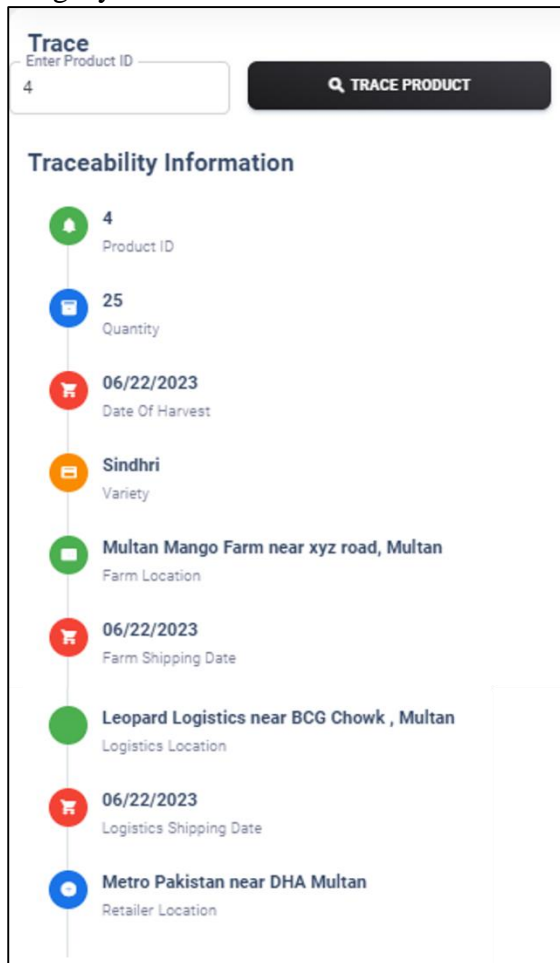 Trace
Enter Product ID
4
TRACE PRODUCT
Traceability Information
4
Product ID
25
Quantity
06/22/2023
Date Of Harvest
Sindhri
Variety
Multan Mango Farm near xyz road, Multan
Farm Location
06/22/2023
Farm Shipping Date
Leopard Logistics near BCG Chowk , Multan
Logistics Location
06/22/2023
Logistics Shipping Date
Metro Pakistan near DHA Multan
Retailer Location